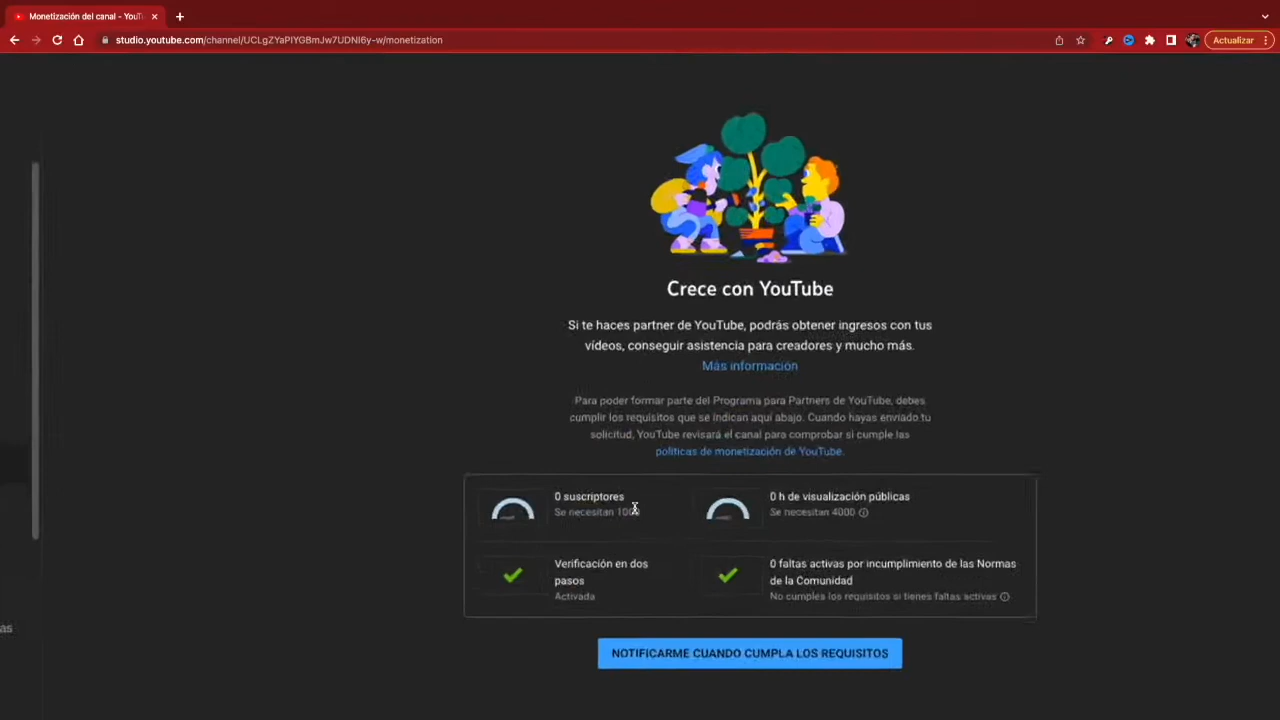 Monetización del canal - YouTu
studio.youtube.com/channel/UCLgZYaPIYGBmJw7UDNI6y-w/monetization
Actualizar
Crece con YouTube
Si te haces partner de YouTube, podrás obtener ingresos con tus
vídeos, conseguir asistencia para creadores y mucho más.
Más información
Para poder formar parte del Programa para Partners de YouTube, debes
cumplir los requisitos que se indican aquí abajo. Cuando hayas enviado tu
solicitud, YouTube revisará el canal para comprobar si cumple las
políticas de monetización de YouTube.
0 suscriptores
Se necesitan 1000
0 h de visualización públicas
Se necesitan 4000
Verificación en dos
pasos
Activada
0 faltas activas por incumplimiento de las Normas
de la Comunidad
No cumples los requisitos si tienes faltas activas
as
NOTIFICARME CUANDO CUMPLA LOS REQUISITOS